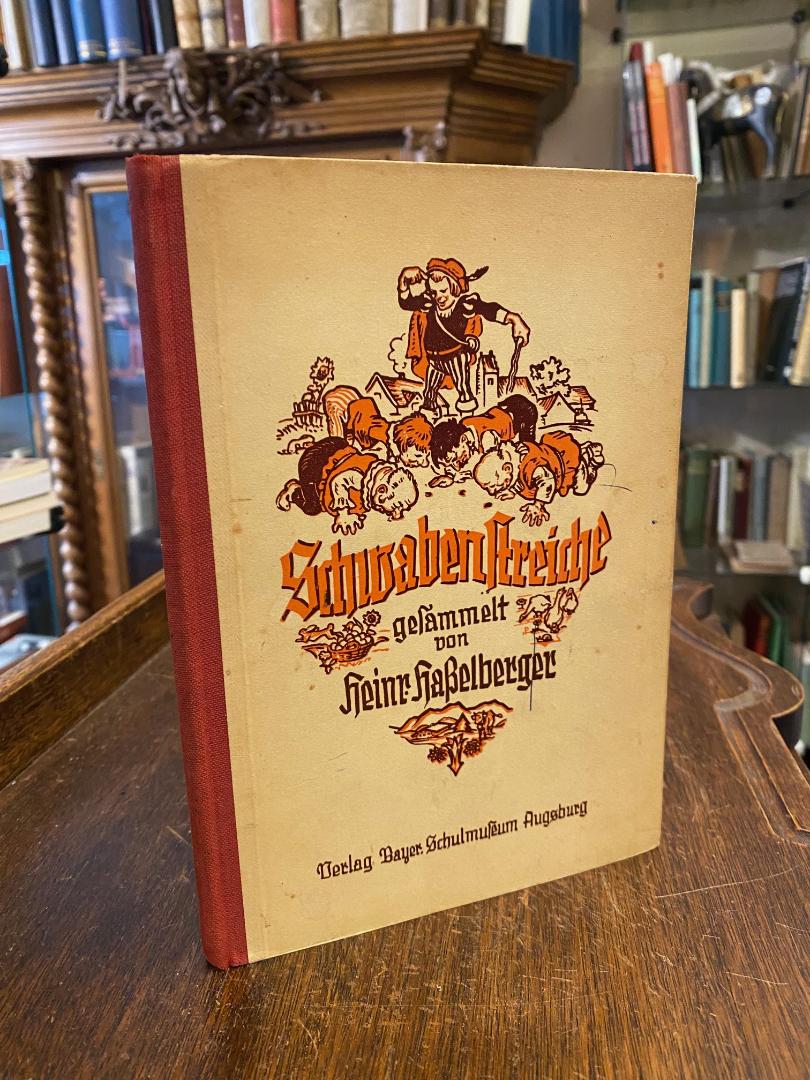 Schwabenstreiche
gesammelt
von
Heinr. Haßelberger
Verlag Bayer. Schulmuseum Augsburg